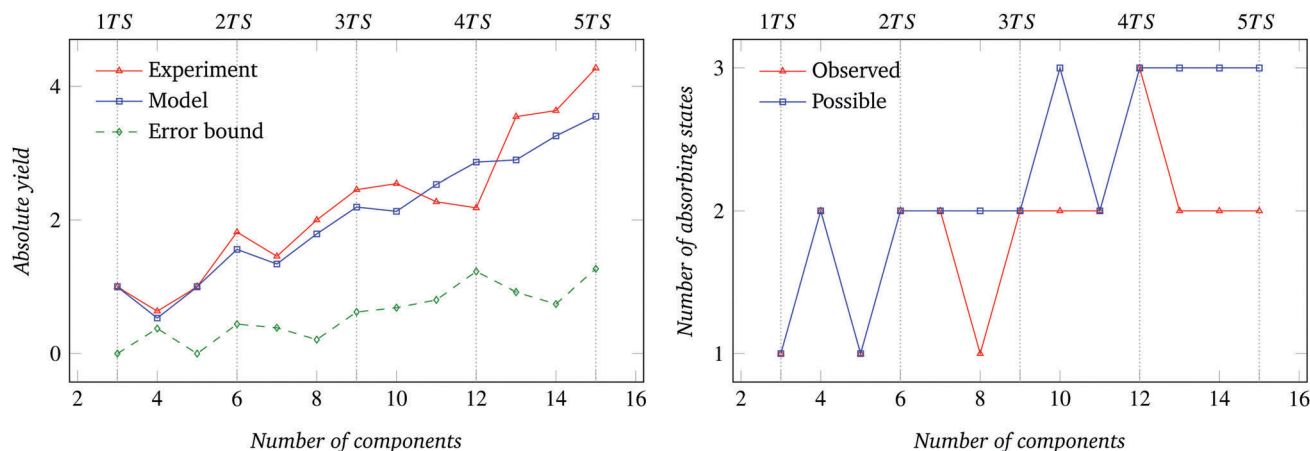 1TS 2TS 3TS 4TS 5TS
Experiment
Model
Error bound
Absolute yield
4
2
0
2 4 6 8 10 12 14 16
Number of components
1TS 2TS 3TS 4TS 5TS
Observed
Possible
Number of absorbing states
3
2
1
2 4 6 8 10 12 14 16
Number of components